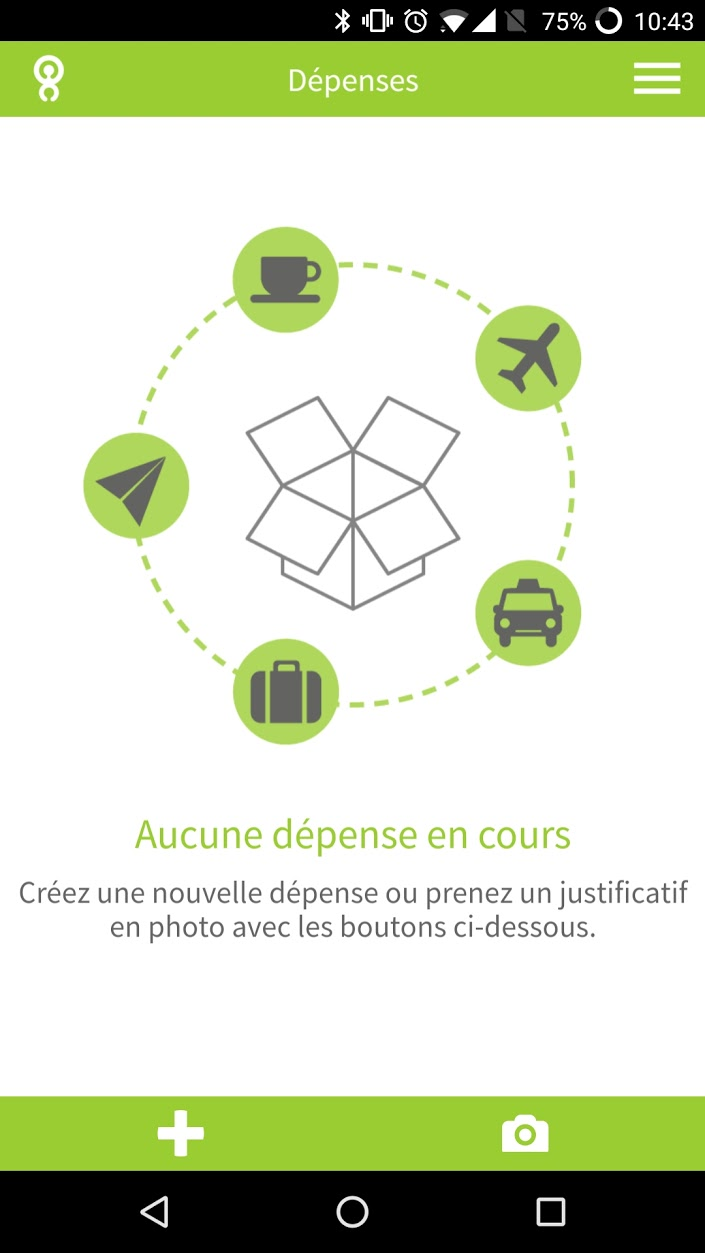 75% 10:43
Dépenses
Aucune dépense en cours
Créez une nouvelle dépense ou prenez un justificatif
en photo avec les boutons ci-dessous.